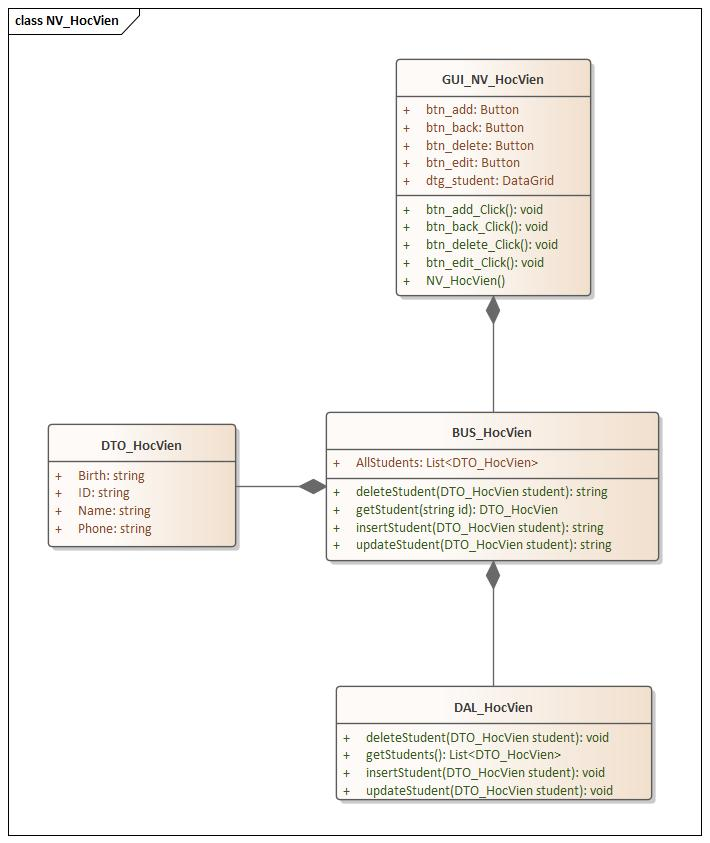 class NV_HocVien
GUI_NV_HocVien
+ btn_add: Button
+ btn_back: Button
+ btn_delete: Button
+ btn_edit: Button
+ dtg_student: DataGrid
+ btn_add_Click(): void
+ btn_back_Click(): void
+ btn_delete_Click(): void
+ btn_edit_Click(): void
+ NV_HocVien()
DTO_HocVien
+ Birth: string
+ ID: string
+ Name: string
+ Phone: string
BUS_HocVien
+ AllStudents: List<DTO_HocVien>
+ deleteStudent(DTO_HocVien student): string
+ getStudent(string id): DTO_HocVien
+ insertStudent(DTO_HocVien student): string
+ updateStudent(DTO_HocVien student): string
DAL_HocVien
+ deleteStudent(DTO_HocVien student): void
+ getStudents(): List<DTO_HocVien>
+ insertStudent(DTO_HocVien student): void
+ updateStudent(DTO_HocVien student): void